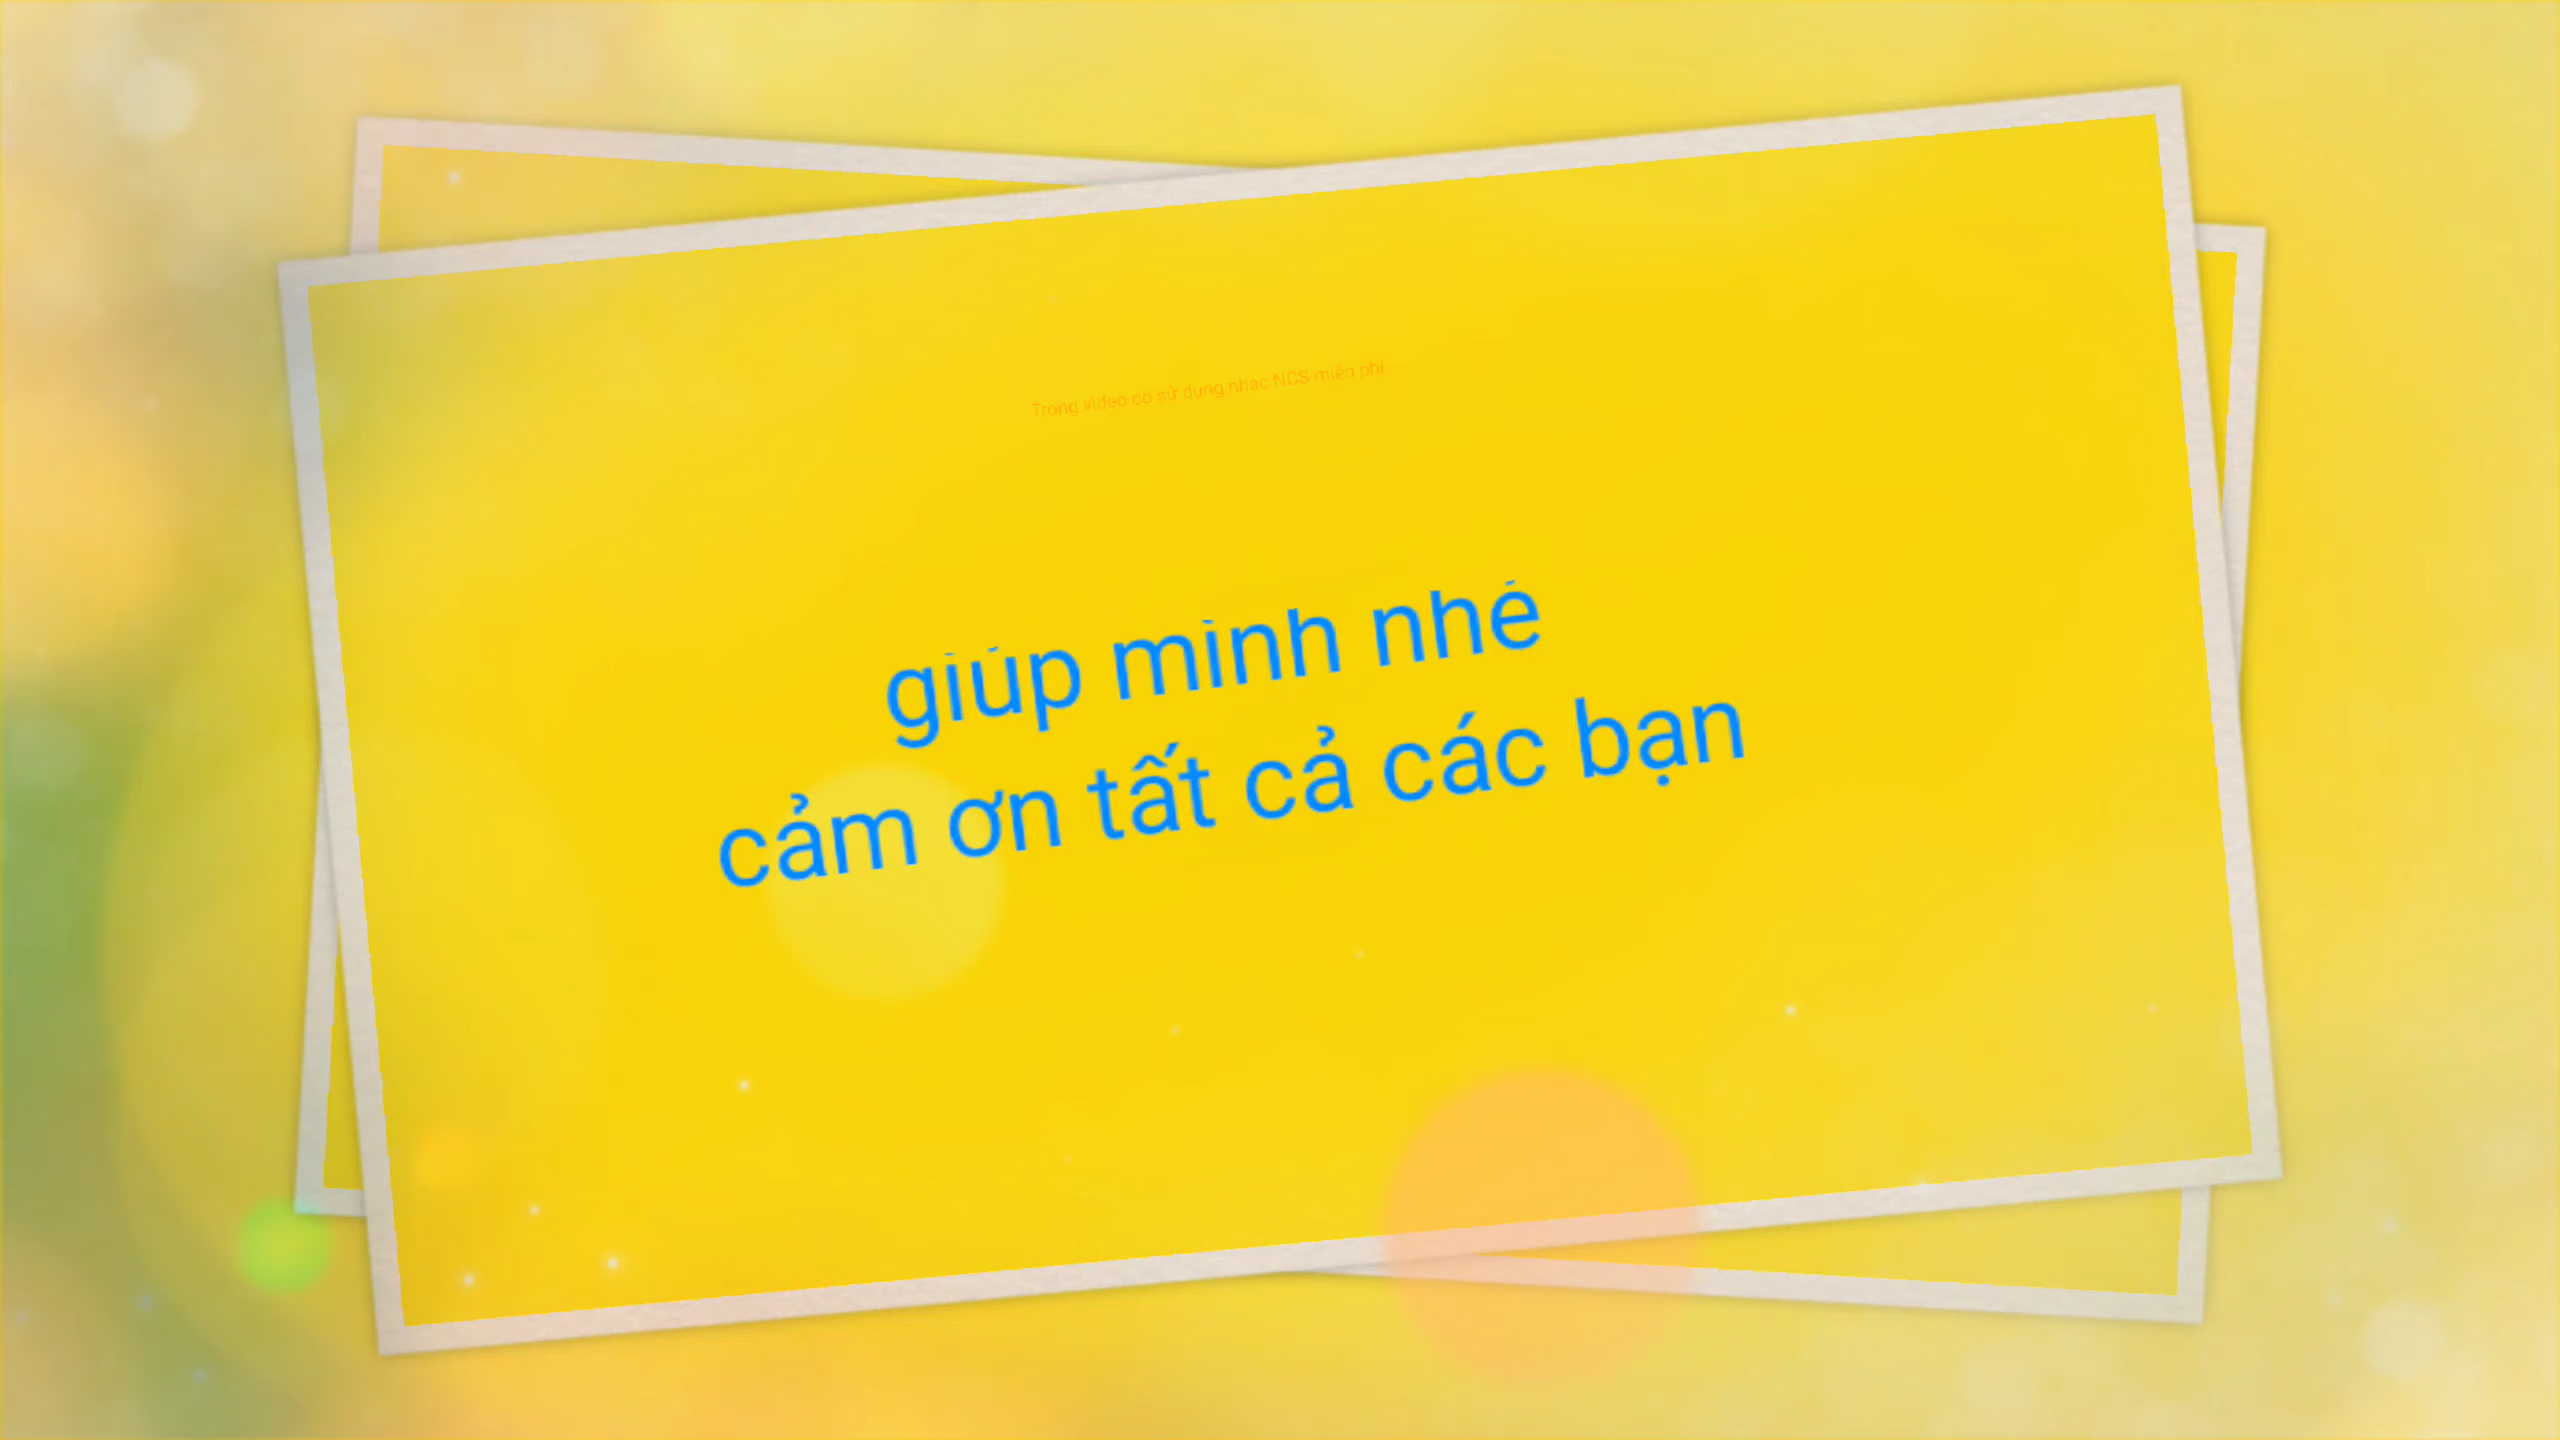 Trong video có sử dụng nhạc NCS miễn phí
giúp mình nhé
cảm ơn tất cả các bạn